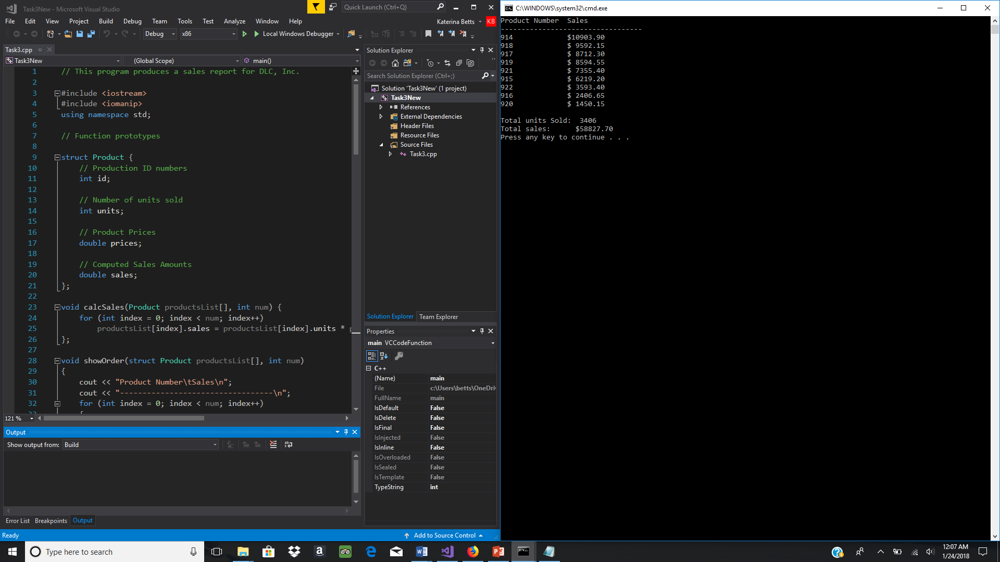 Task3New - Microsoft Visual Studio
Quick Launch (Ctrl+Q)
File Edit View Project Build Debug Team Tools Test Analyze Window Help
Katerina Betts KB
Debug x86 Local Windows Debugger
Task3.cpp
Task3New (Global Scope) main()
1 // This program produces a sales report for DLC, Inc.
2
3 #include <iostream>
4 #include <iomanip>
5 using namespace std;
6
7 // Function prototypes
8
9 struct Product {
10 // Production ID numbers
11 int id;
12
13 // Number of units sold
14 int units;
15
16 // Product Prices
17 double prices;
18
19 // Computed Sales Amounts
20 double sales;
21 };
22
23 void calcSales(Product productsList[], int num) {
24 for (int index = 0; index < num; index++)
25 productsList[index].sales = productsList[index].units *
26 };
27
28 void showOrder(struct Product productsList[], int num)
29 {
30 cout << "Product Number\tSales\n";
31 cout << "----------------------------------\n";
32 for (int index = 0; index < num; index++)
121 %
Output
Show output from: Build
Error List Breakpoints Output
Ready
Add to Source Control
Solution Explorer
Search Solution Explorer (Ctrl+;)
Solution 'Task3New' (1 project)
Task3New
References
External Dependencies
Header Files
Resource Files
Source Files
Task3.cpp
Solution Explorer Team Explorer
Properties
main VCCodeFunction
C++
(Name) main
File c:\Users\betts\OneDri
FullName main
IsDefault False
IsDelete False
IsFinal False
IsInjected False
IsInline False
IsOverloaded False
IsSealed False
IsTemplate False
TypeString int
C:\WINDOWS\system32\cmd.exe
Product Number Sales
----------------------------------
914 $10903.90
918 $ 9592.15
917 $ 8712.30
919 $ 8594.55
921 $ 7355.40
915 $ 6219.20
922 $ 3593.40
916 $ 2406.65
920 $ 1450.15
Total units Sold: 3406
Total sales: $58827.70
Press any key to continue . . .
Type here to search
12:07 AM
1/24/2018